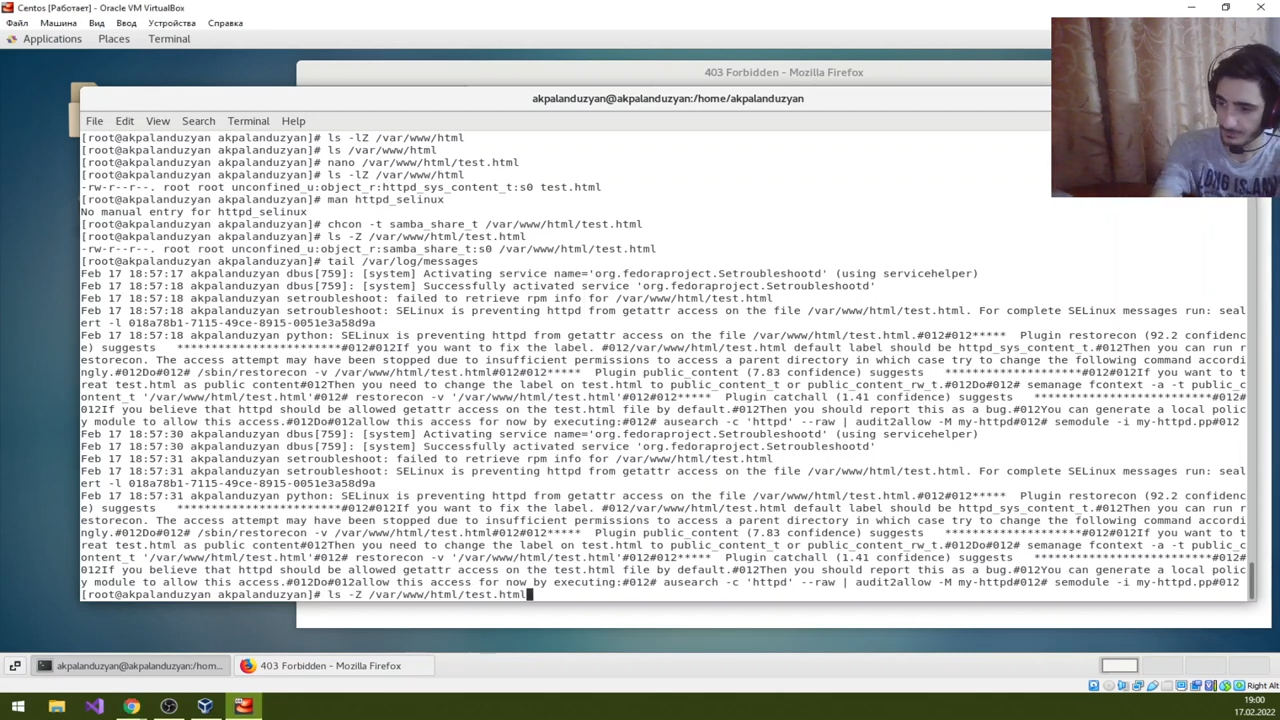 Centos [Работает] - Oracle VM VirtualBox
Файл Машина Вид Ввод Устройства Справка
Applications Places Terminal
403 Forbidden - Mozilla Firefox
akpalanduzyan@akpalanduzyan:/home/akpalanduzyan
File Edit View Search Terminal Help
[root@akpalanduzyan akpalanduzyan]# ls -lZ /var/www/html
[root@akpalanduzyan akpalanduzyan]# ls /var/www/html
[root@akpalanduzyan akpalanduzyan]# nano /var/www/html/test.html
[root@akpalanduzyan akpalanduzyan]# ls -lZ /var/www/html
-rw-r--r--. root root unconfined_u:object_r:httpd_sys_content_t:s0 test.html
[root@akpalanduzyan akpalanduzyan]# man httpd_selinux
No manual entry for httpd_selinux
[root@akpalanduzyan akpalanduzyan]# chcon -t samba_share_t /var/www/html/test.html
[root@akpalanduzyan akpalanduzyan]# ls -Z /var/www/html/test.html
-rw-r--r--. root root unconfined_u:object_r:samba_share_t:s0 /var/www/html/test.html
[root@akpalanduzyan akpalanduzyan]# tail /var/log/messages
Feb 17 18:57:17 akpalanduzyan dbus[759]: [system] Activating service name='org.fedoraproject.Setroubleshootd' (using servicehelper)
Feb 17 18:57:18 akpalanduzyan dbus[759]: [system] Successfully activated service 'org.fedoraproject.Setroubleshootd'
Feb 17 18:57:18 akpalanduzyan setroubleshoot: failed to retrieve rpm info for /var/www/html/test.html
Feb 17 18:57:18 akpalanduzyan setroubleshoot: SELinux is preventing httpd from getattr access on the file /var/www/html/test.html. For complete SELinux messages run: seal
ert -l 018a78b1-7115-49ce-8915-0051e3a58d9a
Feb 17 18:57:18 akpalanduzyan python: SELinux is preventing httpd from getattr access on the file /var/www/html/test.html.#012#012***** Plugin restorecon (92.2 confidenc
e) suggests ************************#012#012If you want to fix the label. #012/var/www/html/test.html default label should be httpd_sys_content_t.#012Then you can run r
estorecon. The access attempt may have been stopped due to insufficient permissions to access a parent directory in which case try to change the following command accordi
ngly.#012Do#012# /sbin/restorecon -v /var/www/html/test.html#012#012***** Plugin public_content (7.83 confidence) suggests **********************#012#012If you want to t
reat test.html as public content#012Then you need to change the label on test.html to public_content_t or public_content_rw_t.#012Do#012# semanage fcontext -a -t public_c
ontent_t '/var/www/html/test.html'#012# restorecon -v '/var/www/html/test.html'#012#012***** Plugin catchall (1.41 confidence) suggests **************************#012#
012If you believe that httpd should be allowed getattr access on the test.html file by default.#012Then you should report this as a bug.#012You can generate a local polic
y module to allow this access.#012Do#012allow this access for now by executing:#012# ausearch -c 'httpd' --raw | audit2allow -M my-httpd#012# semodule -i my-httpd.pp#012
Feb 17 18:57:30 akpalanduzyan dbus[759]: [system] Activating service name='org.fedoraproject.Setroubleshootd' (using servicehelper)
Feb 17 18:57:30 akpalanduzyan dbus[759]: [system] Successfully activated service 'org.fedoraproject.Setroubleshootd'
Feb 17 18:57:31 akpalanduzyan setroubleshoot: failed to retrieve rpm info for /var/www/html/test.html
Feb 17 18:57:31 akpalanduzyan setroubleshoot: SELinux is preventing httpd from getattr access on the file /var/www/html/test.html. For complete SELinux messages run: seal
ert -l 018a78b1-7115-49ce-8915-0051e3a58d9a
Feb 17 18:57:31 akpalanduzyan python: SELinux is preventing httpd from getattr access on the file /var/www/html/test.html.#012#012***** Plugin restorecon (92.2 confidenc
e) suggests ************************#012#012If you want to fix the label. #012/var/www/html/test.html default label should be httpd_sys_content_t.#012Then you can run r
estorecon. The access attempt may have been stopped due to insufficient permissions to access a parent directory in which case try to change the following command accordi
ngly.#012Do#012# /sbin/restorecon -v /var/www/html/test.html#012#012***** Plugin public_content (7.83 confidence) suggests **********************#012#012If you want to t
reat test.html as public content#012Then you need to change the label on test.html to public_content_t or public_content_rw_t.#012Do#012# semanage fcontext -a -t public_c
ontent_t '/var/www/html/test.html'#012# restorecon -v '/var/www/html/test.html'#012#012***** Plugin catchall (1.41 confidence) suggests **************************#012#
012If you believe that httpd should be allowed getattr access on the test.html file by default.#012Then you should report this as a bug.#012You can generate a local polic
y module to allow this access.#012Do#012allow this access for now by executing:#012# ausearch -c 'httpd' --raw | audit2allow -M my-httpd#012# semodule -i my-httpd.pp#012
[root@akpalanduzyan akpalanduzyan]# ls -Z /var/www/html/test.html
akpalanduzyan@akpalanduzyan:/hom... 403 Forbidden - Mozilla Firefox
Right Alt
19:00
17.02.2022